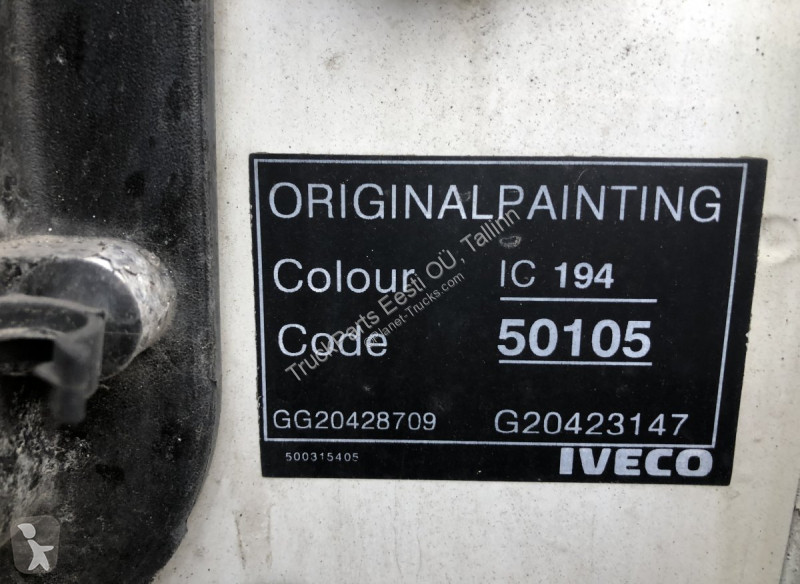 ORIGINALPAINTING
Colour IC 194
Code 50105
GG20428709 G20423147
500315405 IVECO
TruckParts Eesti OÜ, Tallinn
©Planet-Trucks.com